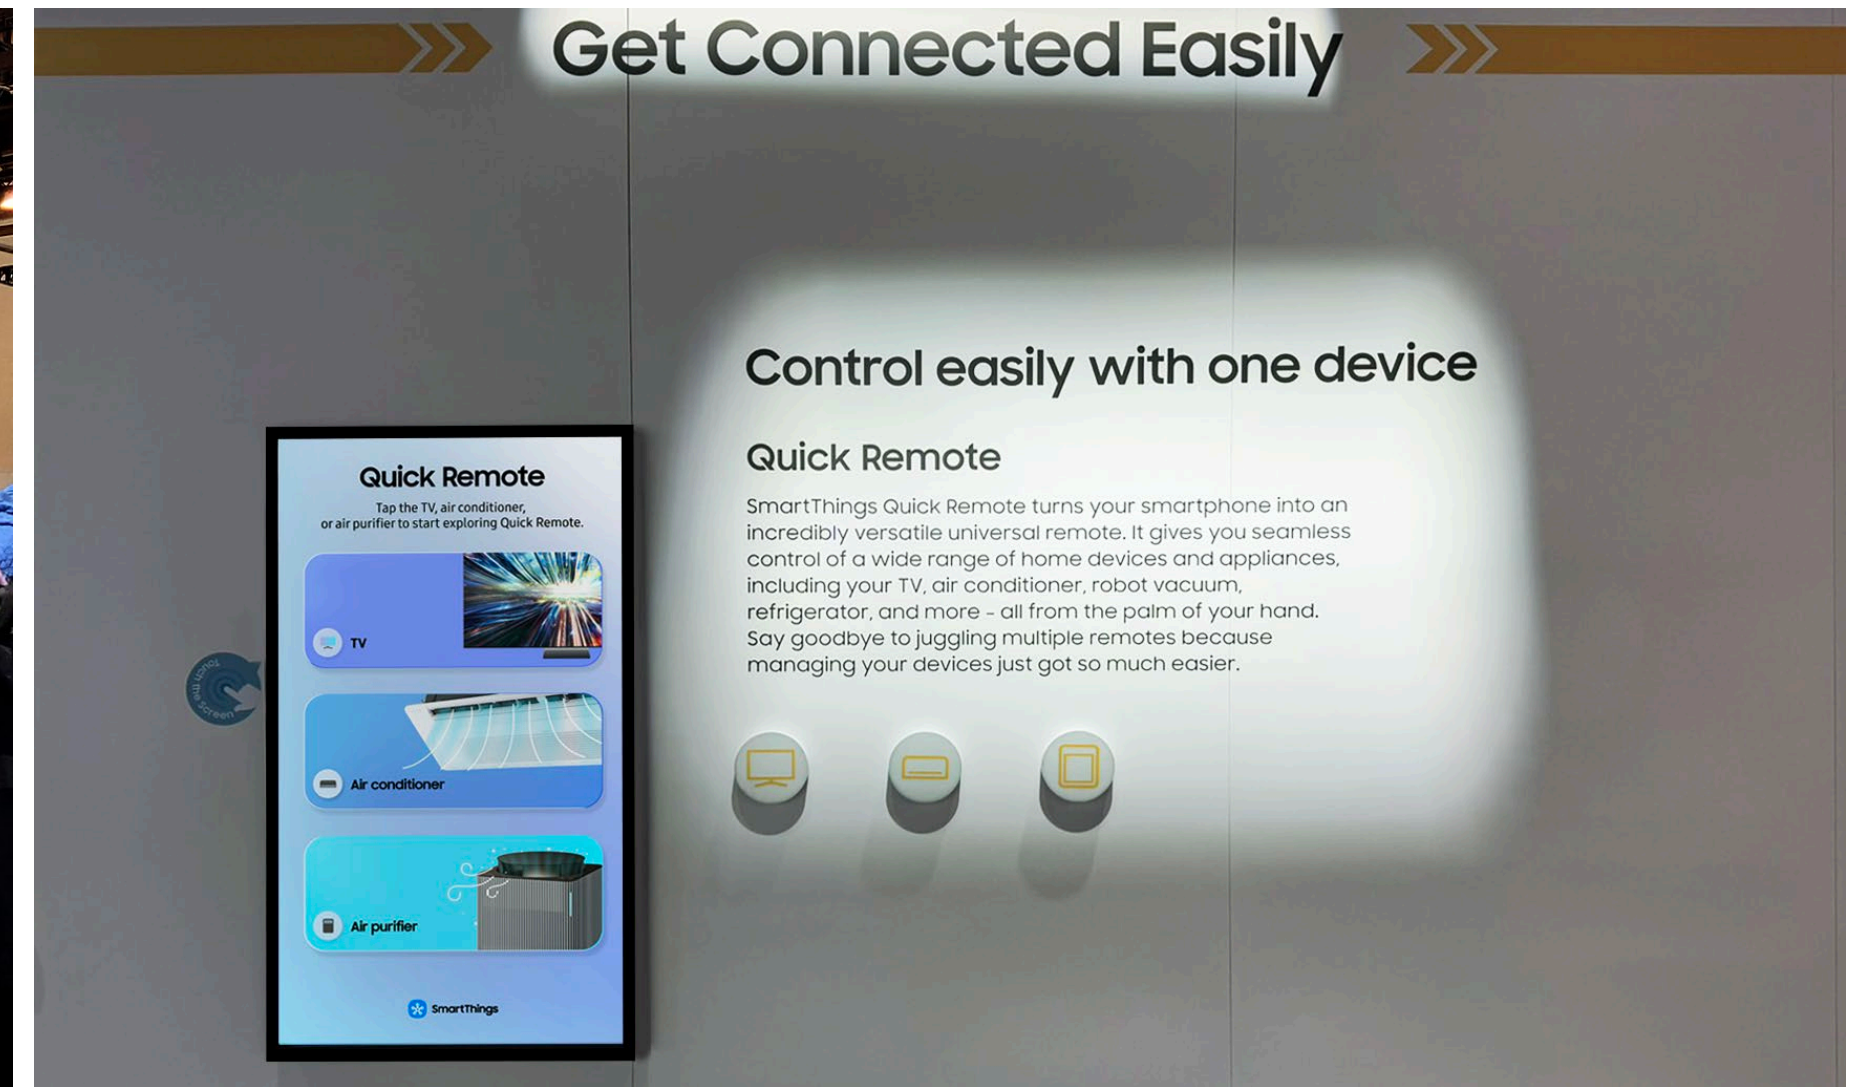 Get Connected Easily
Control easily with one device
Quick Remote
SmartThings Quick Remote turns your smartphone into an
incredibly versatile universal remote. It gives you seamless
control of a wide range of home devices and appliances,
including your TV, air conditioner, robot vacuum,
refrigerator, and more - all from the palm of your hand.
Say goodbye to juggling multiple remotes because
managing your devices just got so much easier.
Quick Remote
Tap the TV, air conditioner,
or air purifier to start exploring Quick Remote.
TV
Air conditioner
Air purifier
SmartThings
Touch the Screen